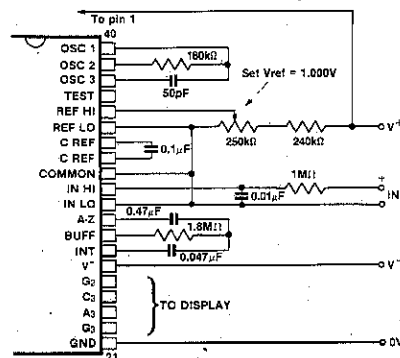 To pin 1
40
OSC 1
OSC 2
180kΩ
OSC 3
50pF
TEST
Set Vref = 1.000V
REF HI
REF LO
V+
250kΩ
240kΩ
C REF
0.1µF
C REF
COMMON
1MΩ
IN HI
+
0.01µF
IN
IN LO
0.47µF
A-Z
BUFF
1.8MΩ
INT
0.047µF
V-
V-
G2
C3
TO DISPLAY
A3
G3
GND
0V
21